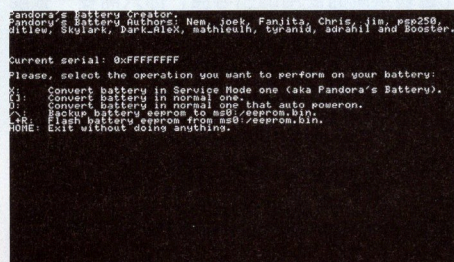 Pandora's Battery Creator.
Pandory's Battery Authors: Nem, joek, Fanjita, Chris, jim, psp250,
ditlew, Skylark, Dark_AleX, mathieulh, tyranid, adrahil and Booster.
Current serial: 0xFFFFFFFF
Please, select the operation you want to perform on your battery:
X: Convert battery in Service Mode one (aka Pandora's Battery).
Convert battery in normal one.
Convert battery in normal one that auto poweron.
/\: Backup battery eeprom to ms0:/eeprom.bin.
L+R: Flash battery eeprom from ms0:/eeprom.bin.
HOME: Exit without doing anything.